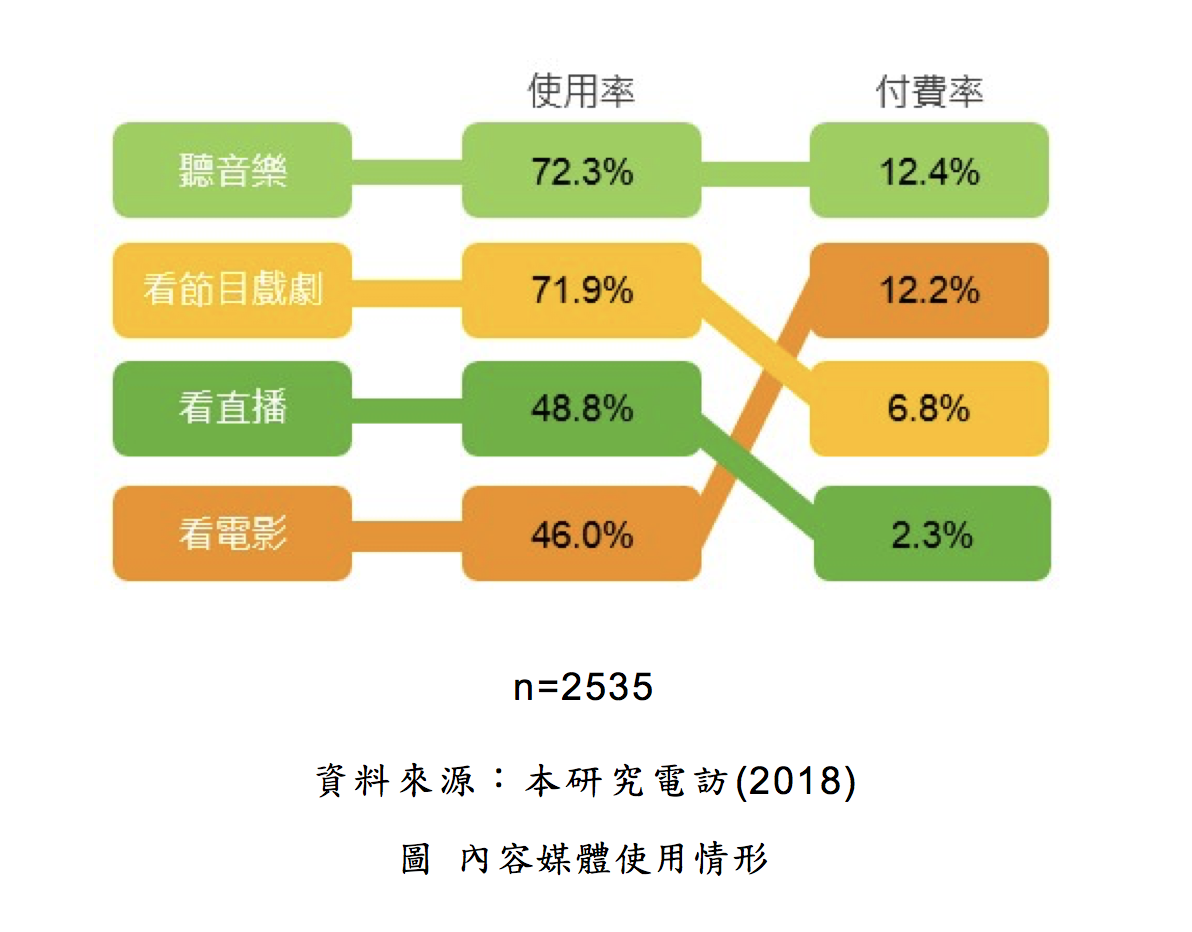 使用率 付費率
聽音樂 72.3% 12.4%
看節目戲劇 71.9% 12.2%
看直播 48.8% 6.8%
看電影 46.0% 2.3%
n=2535
資料來源：本研究電訪(2018)
圖 內容媒體使用情形